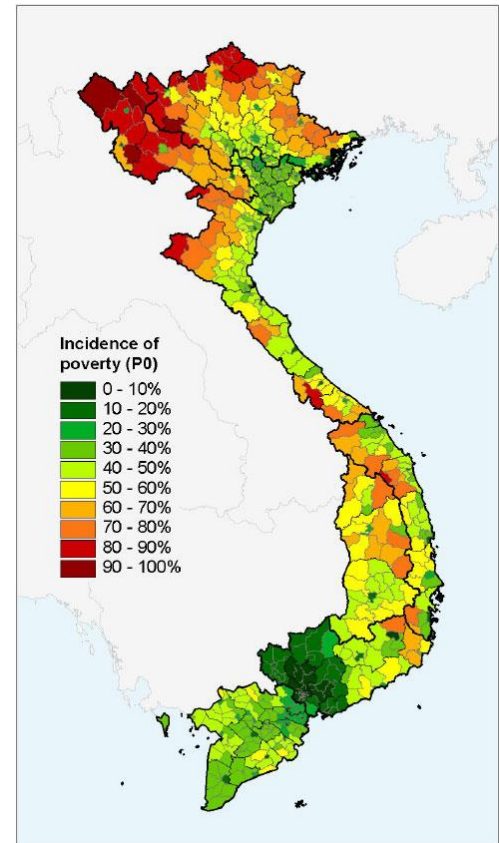 Incidence of
poverty (P0)
0 - 10%
10 - 20%
20 - 30%
30 - 40%
40 - 50%
50 - 60%
60 - 70%
70 - 80%
80 - 90%
90 - 100%